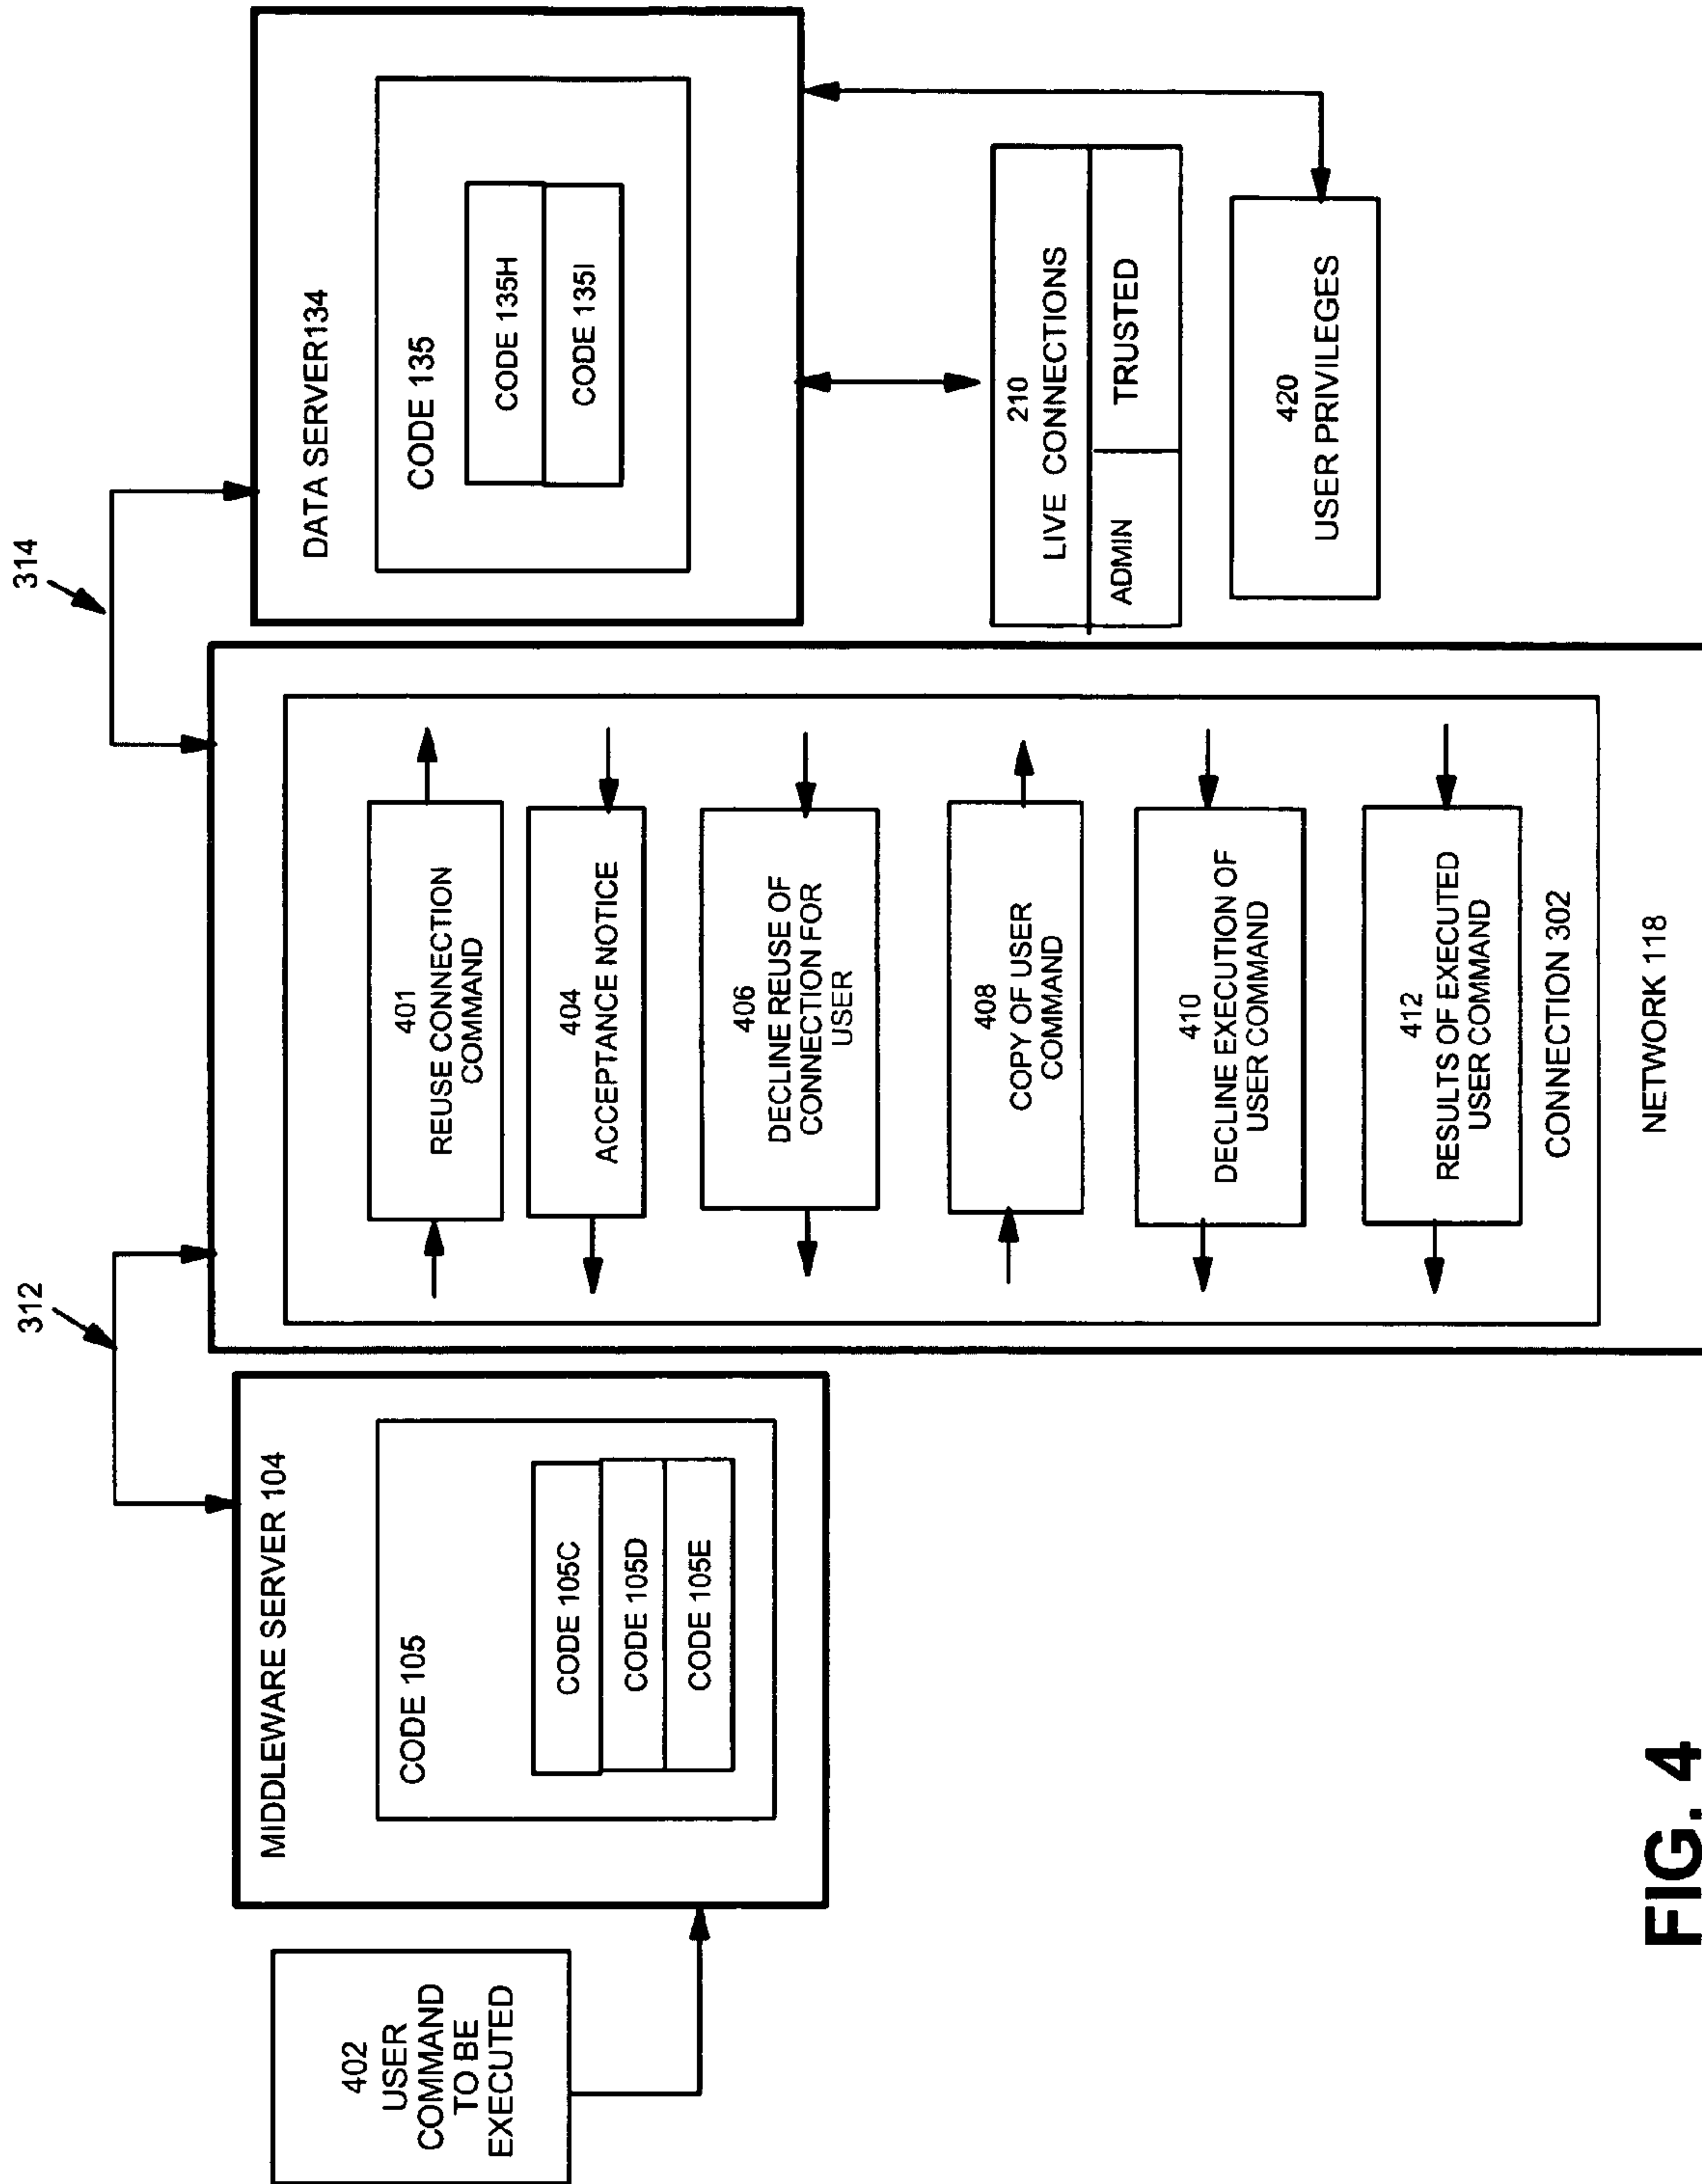 402
USER
COMMAND
TO BE
EXECUTED
MIDDLEWARE SERVER 104
CODE 105
CODE 105C
CODE 105D
CODE 105E
312
314
401
REUSE CONNECTION
COMMAND
404
ACCEPTANCE NOTICE
406
DECLINE REUSE OF
CONNECTION FOR
USER
408
COPY OF USER
COMMAND
410
DECLINE EXECUTION OF
USER COMMAND
412
RESULTS OF EXECUTED
USER COMMAND
CONNECTION 302
NETWORK 118
DATA SERVER134
CODE 135
CODE 135H
CODE 135I
210
LIVE CONNECTIONS
ADMIN
TRUSTED
420
USER PRIVILEGES
FIG. 4